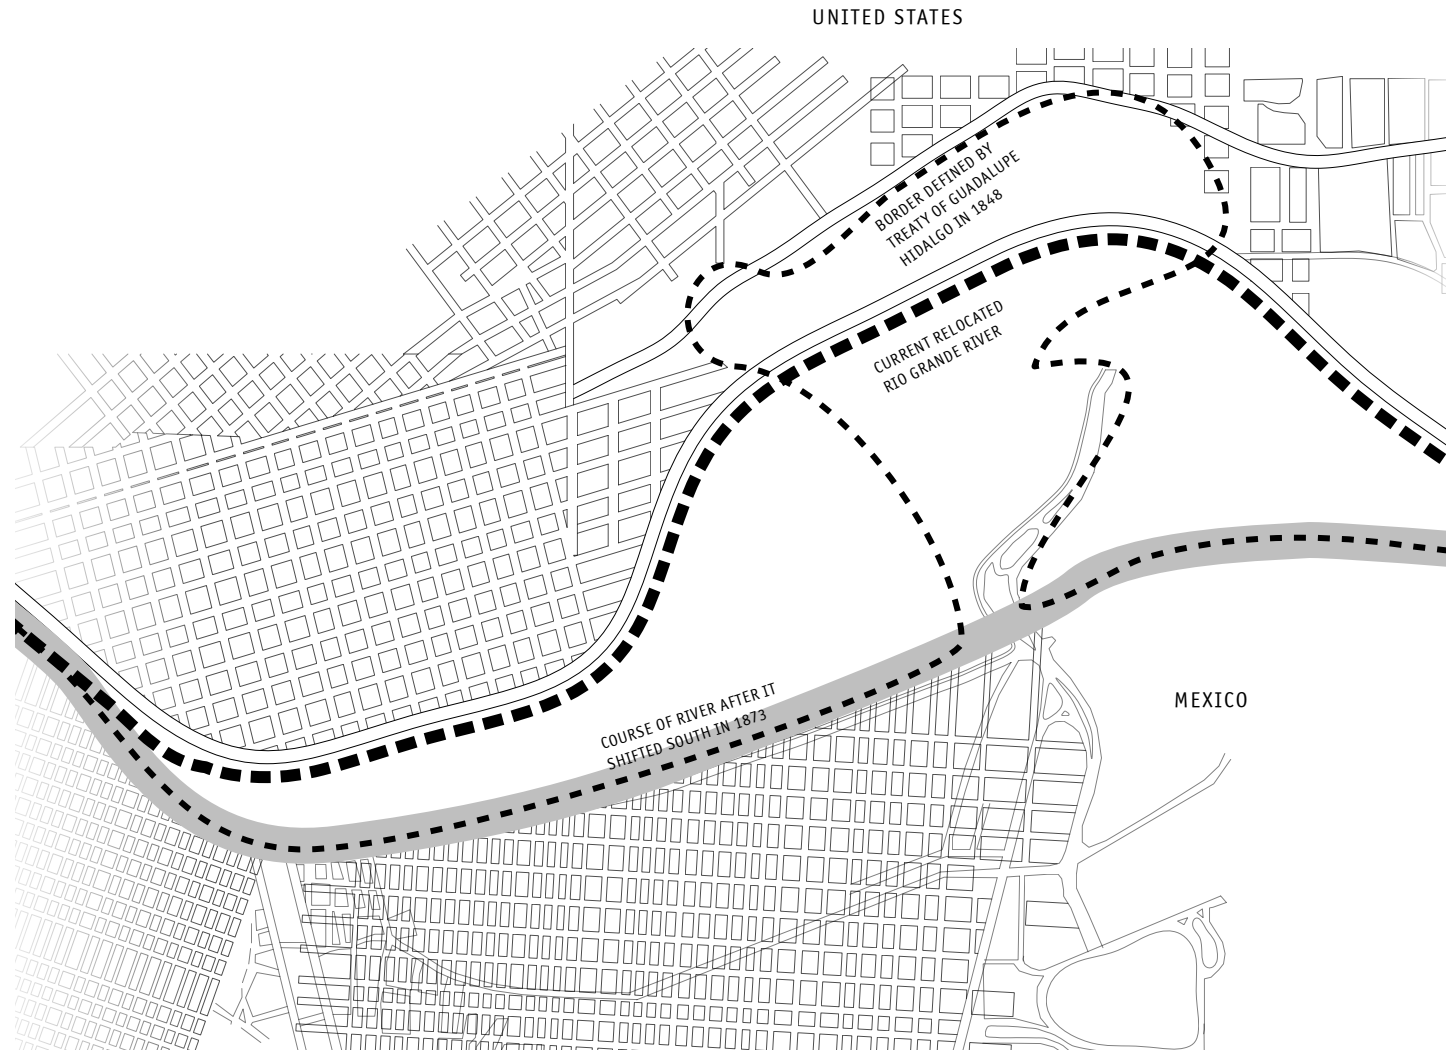 UNITED STATES
BORDER DEFINED BY
TREATY OF GUADALUPE
HIDALGO IN 1848
CURRENT RELOCATED
RIO GRANDE RIVER
COURSE OF RIVER AFTER IT
SHIFTED SOUTH IN 1873
MEXICO